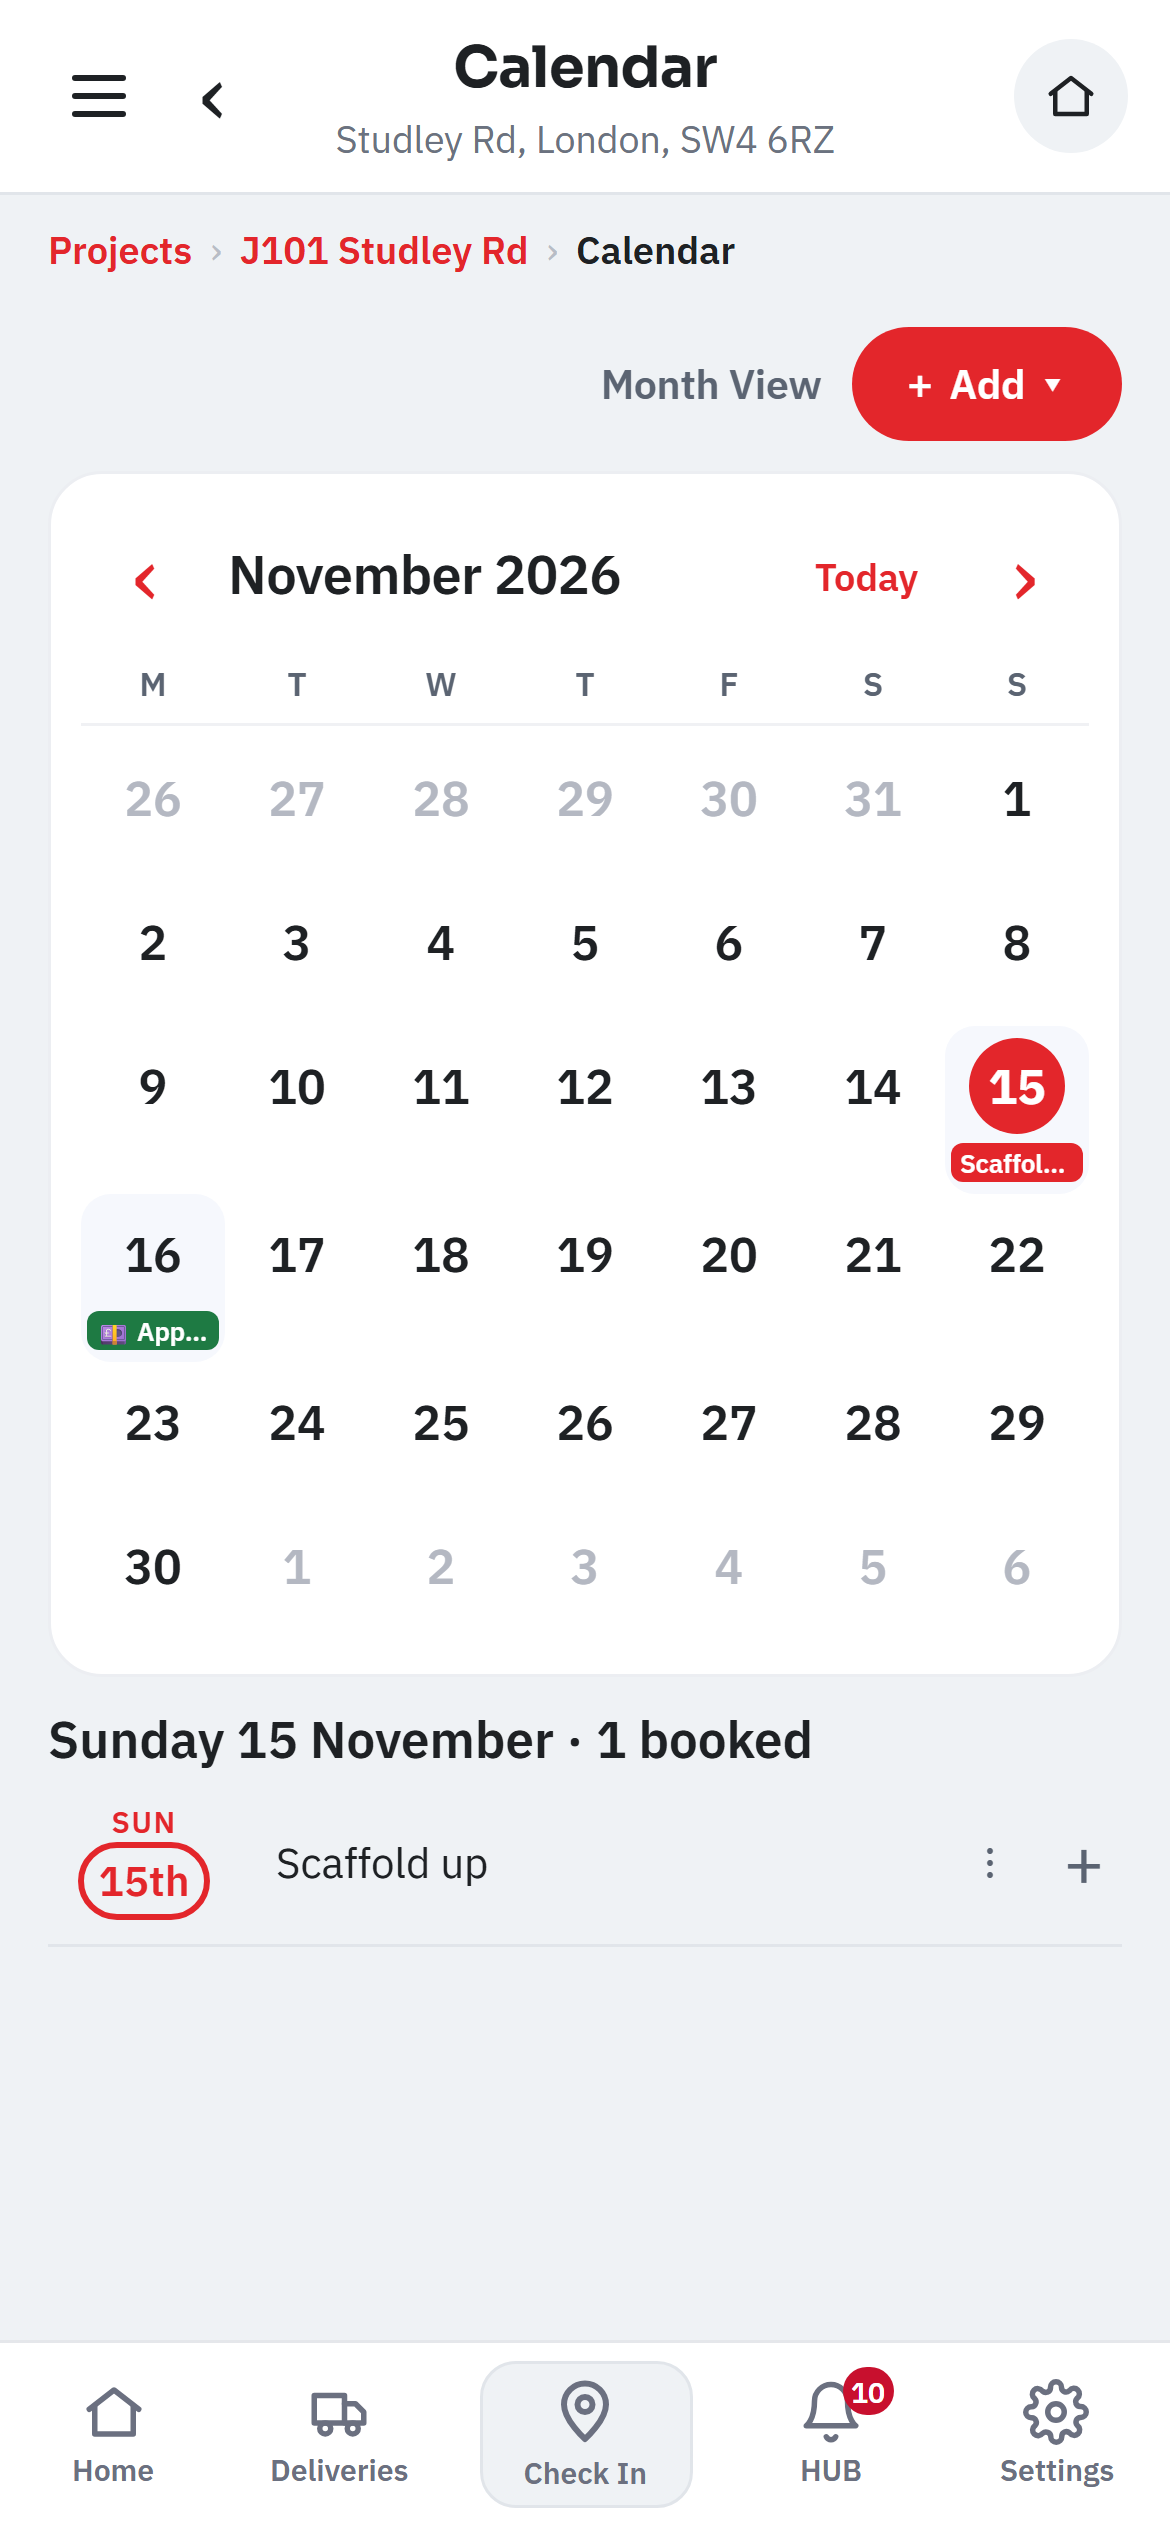 Calendar
Studley Rd, London, SW4 6RZ
Projects › J101 Studley Rd › Calendar
Month View + Add ▾
November 2026 Today
M T W T F S S
26 27 28 29 30 31 1
2 3 4 5 6 7 8
9 10 11 12 13 14 15
Scaffol...
16 17 18 19 20 21 22
💷 App...
23 24 25 26 27 28 29
30 1 2 3 4 5 6
Sunday 15 November · 1 booked
SUN
15th Scaffold up
10
Home Deliveries Check In HUB Settings